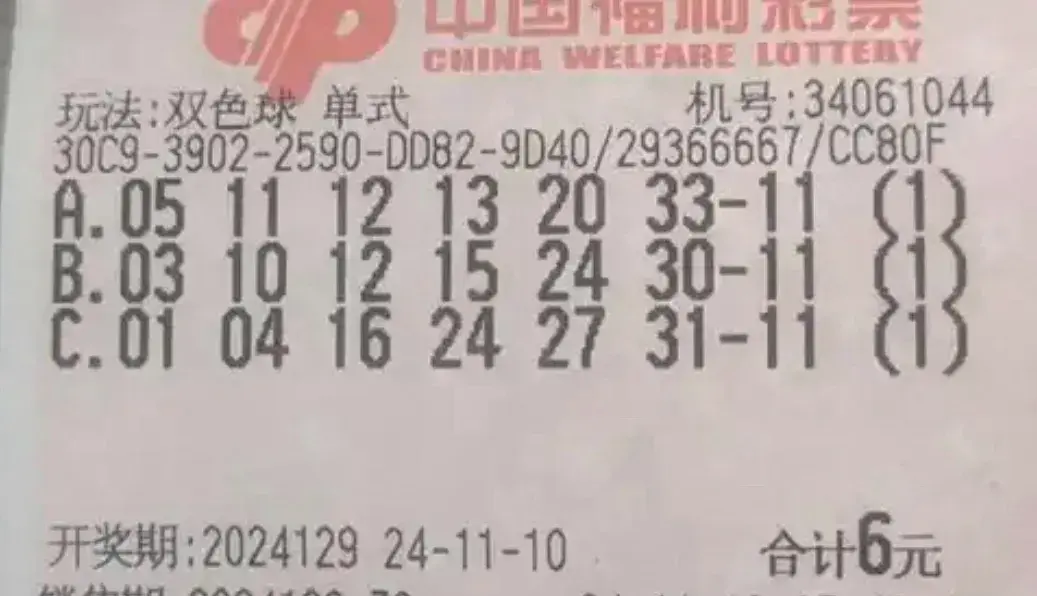 中国福利彩票
CHINA WELFARE LOTTERY
玩法:双色球 单式 机号:34061044
30C9-3902-2590-DD82-9D40/29366667/CC80F
A.05 11 12 13 20 33-11 (1)
B.03 10 12 15 24 30-11 (1)
C.01 04 16 24 27 31-11 (1)
开奖期:2024129 24-11-10 合计6元